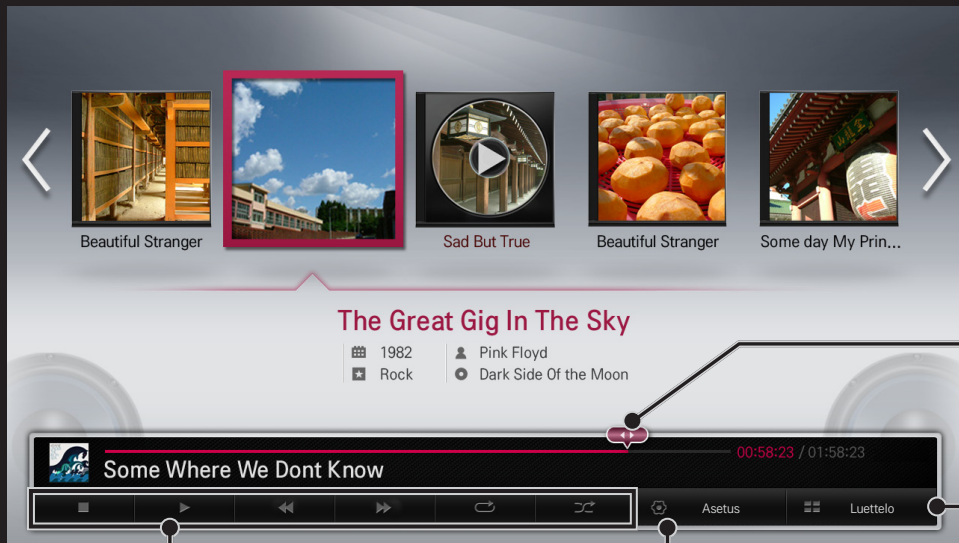 Beautiful Stranger
Sad But True
Beautiful Stranger
Some day My Prin...
The Great Gig In The Sky
1982
Pink Floyd
Rock
Dark Side Of the Moon
00:58:23 / 01:58:23
Some Where We Dont Know
Asetus
Luettelo